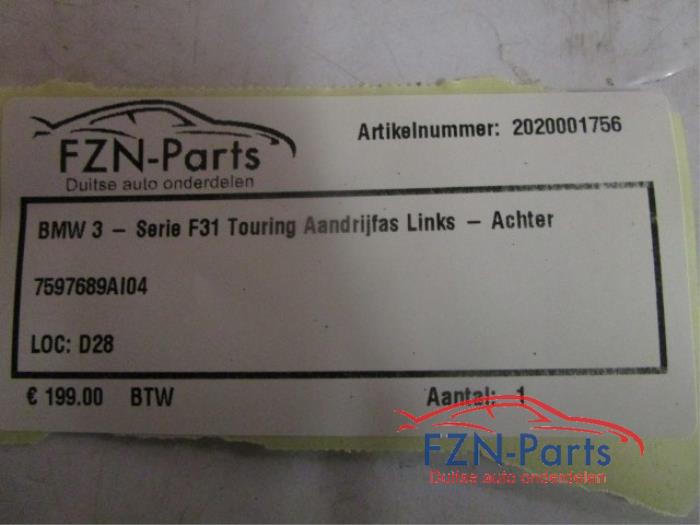 FZN-Parts
Duitse auto onderdelen
Artikelnummer: 2020001756
BMW 3 – Serie F31 Touring Aandrijfas Links – Achter
7597689AI04
LOC: D28
€ 199.00 BTW
Aantal: 1
FZN-Parts
Duitse auto onderdelen